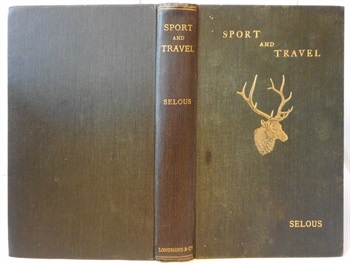 SPORT
AND
TRAVEL
SELOUS
LONGMANS & Co
SPORT
AND
TRAVEL
SELOUS